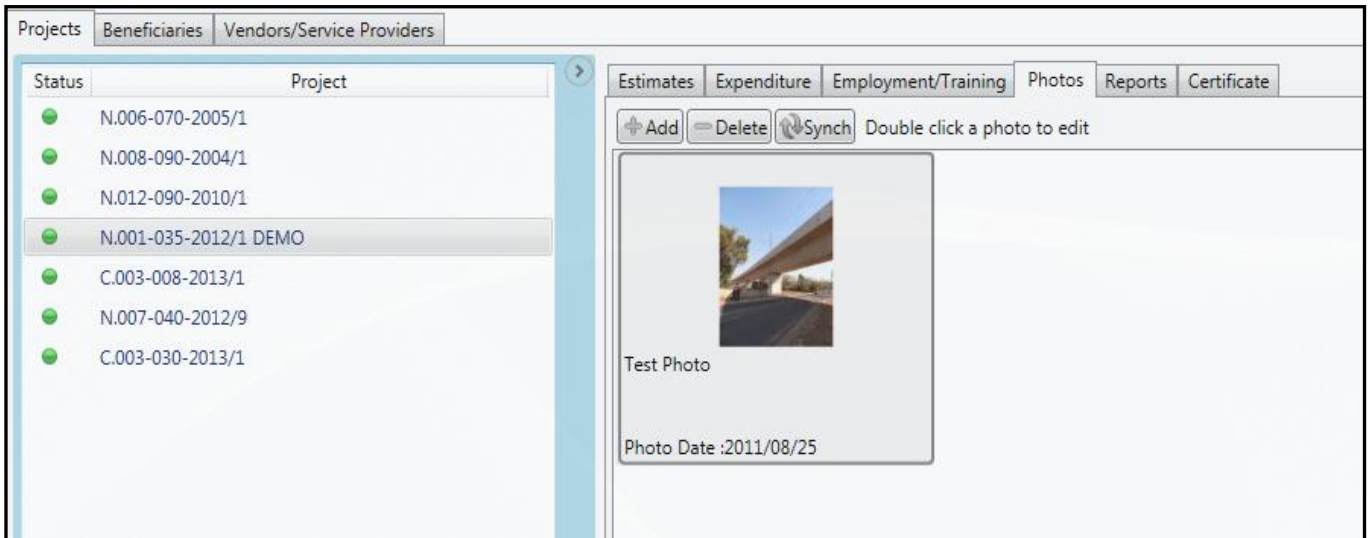 Projects Beneficiaries Vendors/Service Providers
Status Project
N.006-070-2005/1
N.008-090-2004/1
N.012-090-2010/1
N.001-035-2012/1 DEMO
C.003-008-2013/1
N.007-040-2012/9
C.003-030-2013/1
Estimates Expenditure Employment/Training Photos Reports Certificate
Add Delete Synch Double click a photo to edit
Test Photo
Photo Date :2011/08/25